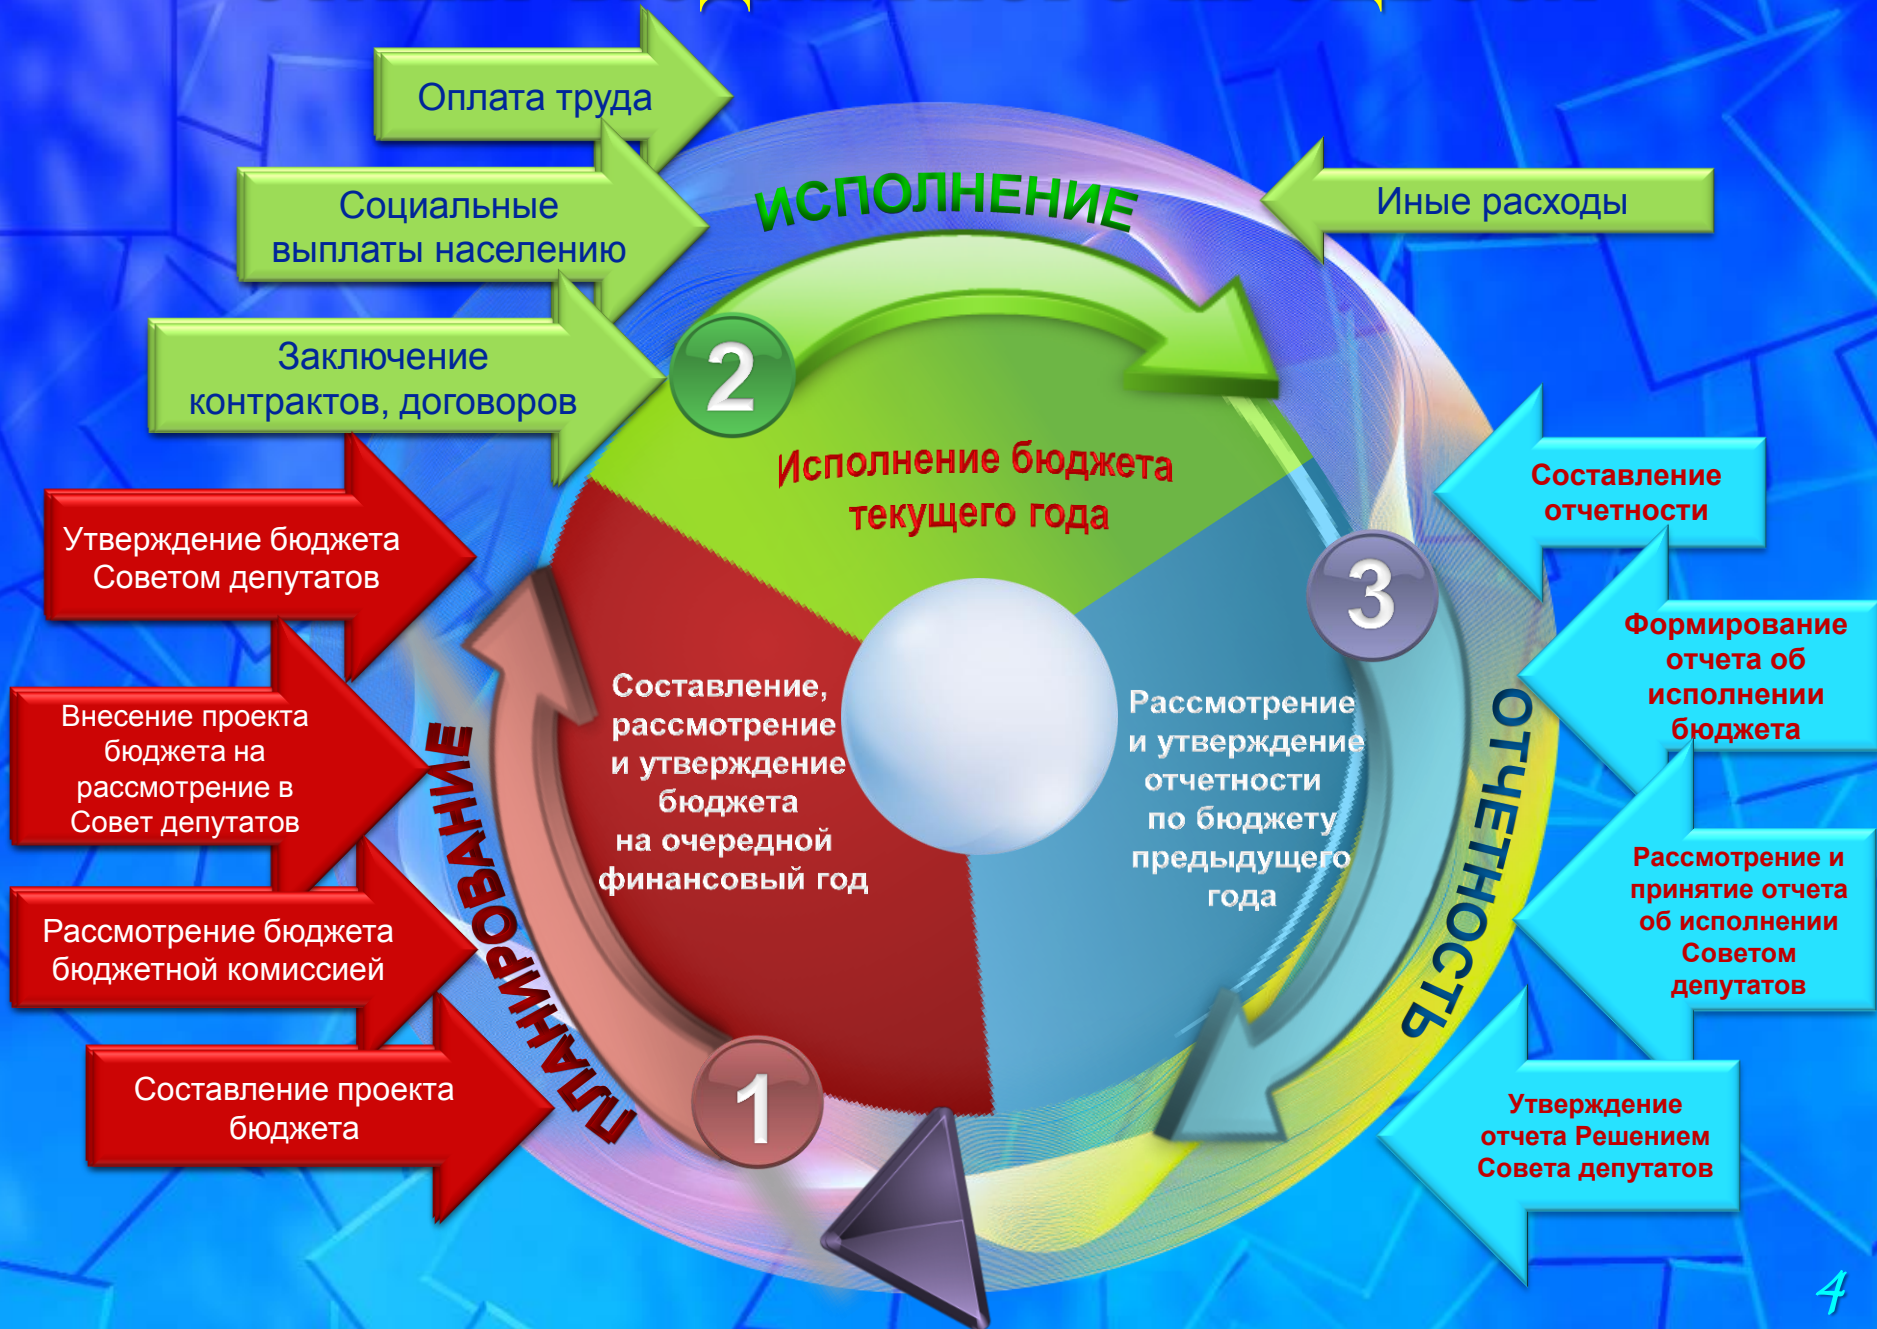 Оплата труда
Социальные
выплаты населению
Заключение
контрактов, договоров
Утверждение бюджета
Советом депутатов
Внесение проекта
бюджета на
рассмотрение в
Совет депутатов
Рассмотрение бюджета
бюджетной комиссией
Составление проекта
бюджета
ИСПОЛНЕНИЕ
Иные расходы
2
Исполнение бюджета
текущего года
3
Составление,
рассмотрение
и утверждение
бюджета
на очередной
финансовый год
Рассмотрение
и утверждение
отчетности
по бюджету
предыдущего
года
ПЛАНИРОВАНИЕ
1
ОТЧЕТНОСТЬ
Составление
отчетности
Формирование
отчета об
исполнении
бюджета
Рассмотрение и
принятие отчета
об исполнении
Советом
депутатов
Утверждение
отчета Решением
Совета депутатов
4